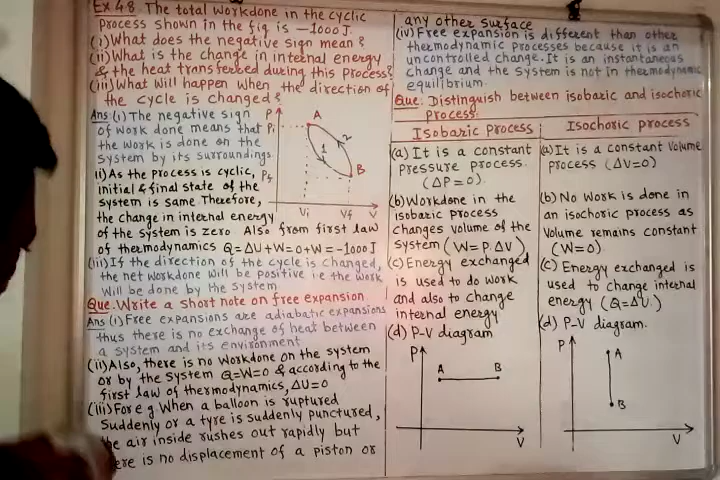 Ex 4.8. The total workdone in the cyclic
process shown in the fig is −1000 J.
(i) What does the negative sign mean?
(ii) What is the change in internal energy
& the heat transferred during this process?
(iii) What will happen when the direction of
the cycle is changed?
Ans (i) The negative sign
of work done means that
the work is done on the
system by its surroundings.
ii) As the process is cyclic,
initial & final state of the
system is same. Therefore,
the change in internal energy
of the system is zero Also from first law
of thermodynamics Q=ΔU+W=0+W=−1000J
(iii) If the direction of the cycle is changed,
the net workdone will be positive i.e the work
will be done by the system
P
Pi
Pf
A
2
1
B
Vi
Vf
V
Que. Write a short note on free expansion
Ans (i) Free expansions are adiabatic expansions
thus there is no exchange of heat between
a system and its environment
(ii) Also, there is no workdone on the system
or by the system Q=W=0 & according to the
first law of thermodynamics, ΔU=0
(iii) For e.g When a balloon is ruptured
Suddenly or a tyre is suddenly punctured,
the air inside rushes out rapidly but
ere is no displacement of a piston or
any other surface
(iv) Free expansion is different than other
thermodynamic processes because it is an
uncontrolled change. It is an instantaneous
change and the system is not in thermodynamic
equilibrium.
Que: Distinguish between isobaric and isochoric
process.
Isobaric Process
(a) It is a constant
pressure process.
(ΔP=0).
(b) Workdone in the
isobaric process
changes volume of the
system (W=P.ΔV)
(c) Energy exchanged
is used to do work
and also to change
internal energy
(d) P-V diagram
P
A
B
V
Isochoric process
(a) It is a constant volume
process (ΔV=0)
(b) No work is done in
an isochoric process as
volume remains constant
(W=0)
(c) Energy exchanged is
used to change internal
energy (Q=ΔU.)
(d) P-V diagram.
P
A
B
V